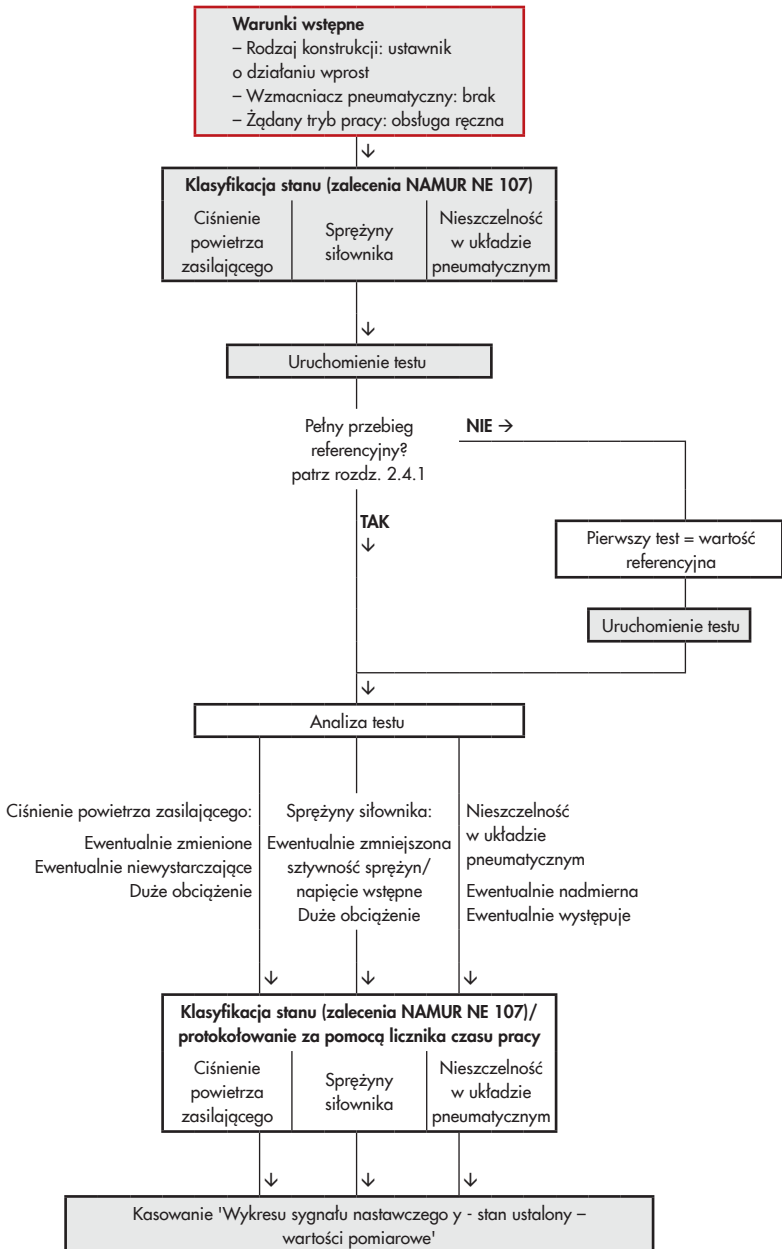 Warunki wstępne
– Rodzaj konstrukcji: ustawnik
o działaniu wprost
– Wzmacniacz pneumatyczny: brak
– Żądany tryb pracy: obsługa ręczna
Klasyfikacja stanu (zalecenia NAMUR NE 107)
Ciśnienie
powietrza
zasilającego
Sprężyny
siłownika
Nieszczelność
w układzie
pneumatycznym
Uruchomienie testu
Pełny przebieg
referencyjny?
patrz rozdz. 2.4.1
NIE →
TAK
Pierwszy test = wartość
referencyjna
Uruchomienie testu
Analiza testu
Ciśnienie powietrza zasilającego:
Ewentualnie zmienione
Ewentualnie niewystarczające
Duże obciążenie
Sprężyny siłownika:
Ewentualnie zmniejszona
sztywność sprężyn/
napięcie wstępne
Duże obciążenie
Nieszczelność
w układzie
pneumatycznym
Ewentualnie nadmierna
Ewentualnie występuje
Klasyfikacja stanu (zalecenia NAMUR NE 107)/
protokołowanie za pomocą licznika czasu pracy
Ciśnienie
powietrza
zasilającego
Sprężyny
siłownika
Nieszczelność
w układzie
pneumatycznym
Kasowanie 'Wykresu sygnału nastawczego y - stan ustalony –
wartości pomiarowe'